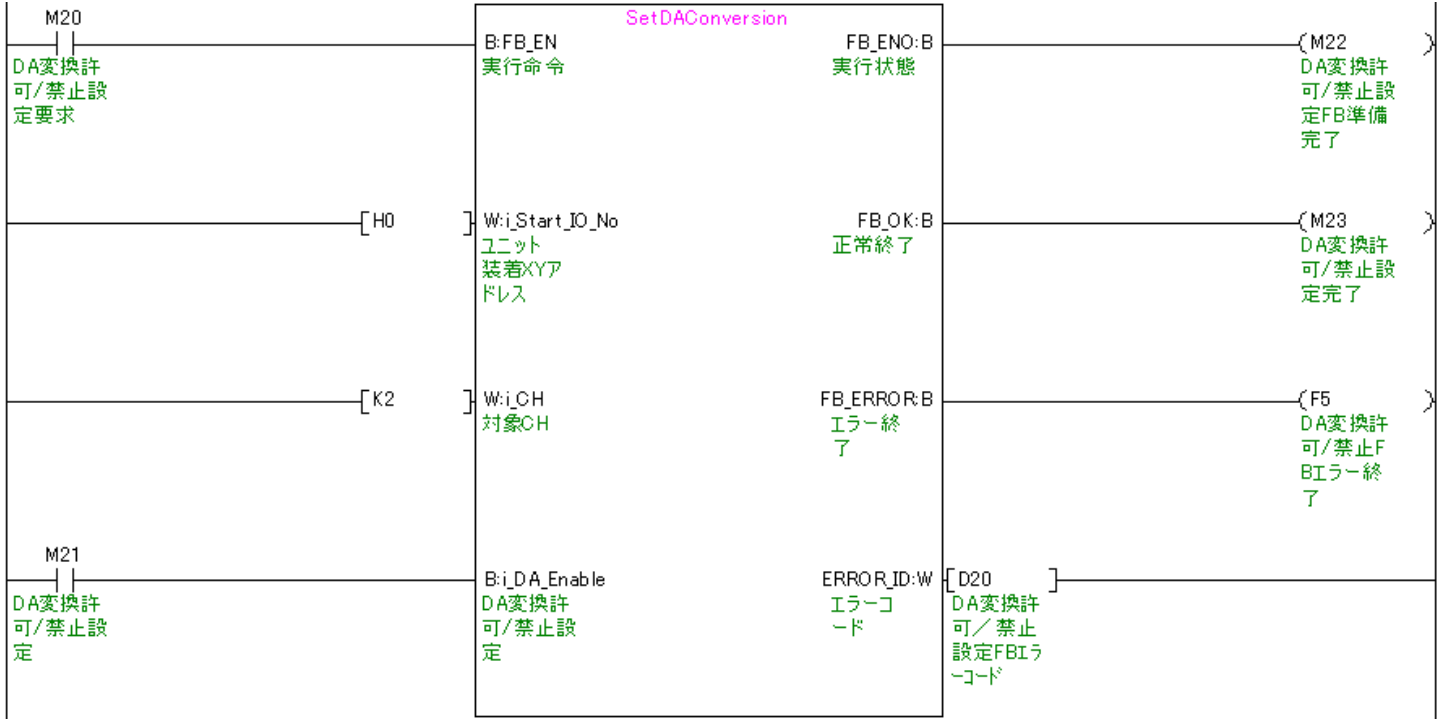 M20
DA変換許
可/禁止設
定要求
SetDAConversion
B:FB_EN
実行命令
FB_ENO:B
実行状態
M22
DA変換許
可/禁止設
定FB準備
完了
H0
W:i_Start_IO_No
ユニット
装着XYア
ドレス
FB_OK:B
正常終了
M23
DA変換許
可/禁止設
定完了
K2
W:i_CH
対象CH
FB_ERROR:B
エラー終
了
F5
DA変換許
可/禁止F
Bエラー終
了
M21
DA変換許
可/禁止設
定
B:i_DA_Enable
DA変換許
可/禁止設
定
ERROR_ID:W
エラーコ
ード
D20
DA変換許
可／禁止
設定FBエラ
ーコード